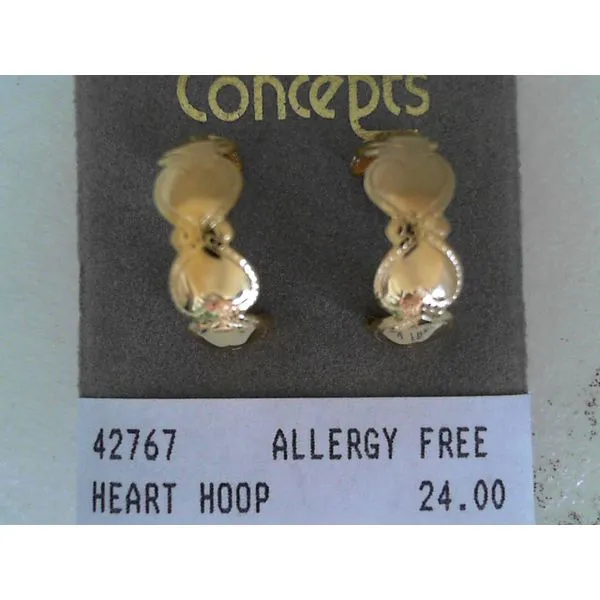 Concepts
42767 ALLERGY FREE
HEART HOOP 24.00